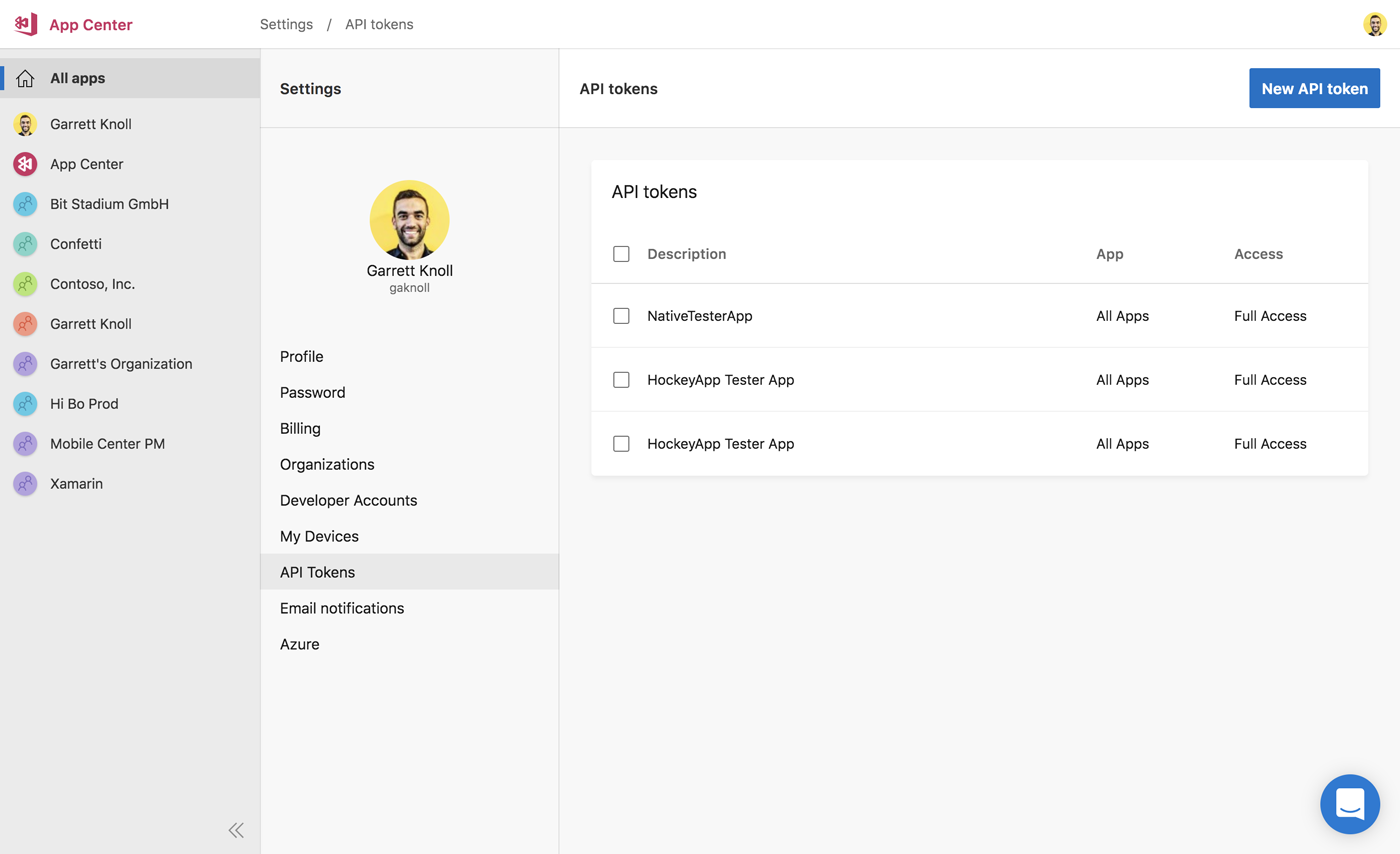 App Center
Settings / API tokens
All apps
Garrett Knoll
App Center
Bit Stadium GmbH
Confetti
Contoso, Inc.
Garrett Knoll
Garrett's Organization
Hi Bo Prod
Mobile Center PM
Xamarin
Settings
Garrett Knoll
gaknoll
Profile
Password
Billing
Organizations
Developer Accounts
My Devices
API Tokens
Email notifications
Azure
API tokens
New API token
API tokens
Description App Access
NativeTesterApp All Apps Full Access
HockeyApp Tester App All Apps Full Access
HockeyApp Tester App All Apps Full Access